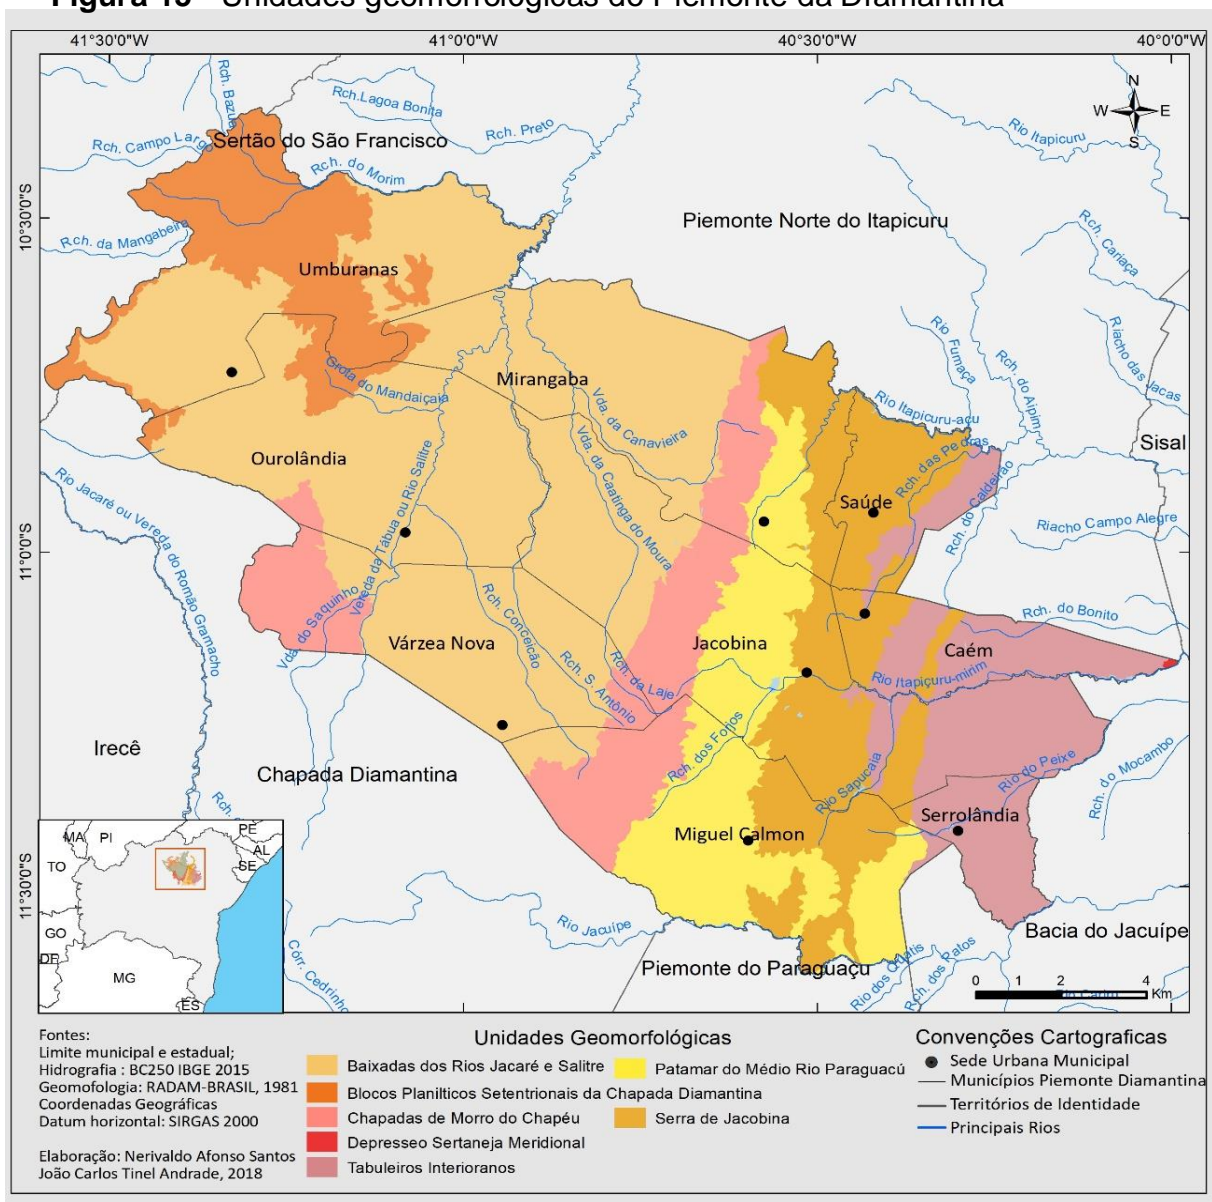 Figura 15 - Unidades geomorfológicas do Piemonte da Diamantina
41°30'0"W
41°0'0"W
40°30'0"W
40°0'0"W
10°30'0"S
11°0'0"S
11°30'0"S
N
W
E
S
Rch. Bazuá
Rch.Lagoa Bonita
Rch. Preto
Rch. Campo Largo
Sertão do São Francisco
Rch. do Morim
Rio Itapicuru
Rch. da Mangabeira
Piemonte Norte do Itapicuru
Rch. Cariaça
Umburanas
Rio Fumaça
Rch. do Aipim
Riacho das Jacas
Grota do Mandaiçaia
Mirangaba
Vda. da Canavieira
Rio Itapicuru-açu
Sisal
Ourolândia
Vda. da Caatinga do Moura
Rch. das Pedras
Rch. do Caldeirão
Saúde
Rio Jacaré ou Vereda do Romão Gramacho
Vereda da Tábua ou Rio Salitre
Riacho Campo Alegre
Vda. do Saquinho
Rch. Conceição
Rch. do Bonito
Várzea Nova
Jacobina
Caém
Rch. da Laje
Rch. S. Antônio
Rio Itapicuru-mirim
Irecê
Chapada Diamantina
Rch. dos Forjos
Rio Sapucaia
Rio do Peixe
Rch. do Mocambo
Rch.
Miguel Calmon
Serrolândia
Rio Jacuípe
Bacia do Jacuípe
Córr. Cedrinho
Piemonte do Paraguaçu
Rch. dos Ratos
MA
PI
PE
AL
SE
TO
GO
DF
MG
ES
0 1 2 4
Km
Fontes:
Limite municipal e estadual;
Hidrografia : BC250 IBGE 2015
Geomofologia: RADAM-BRASIL, 1981
Coordenadas Geográficas
Datum horizontal: SIRGAS 2000
Elaboração: Nerivaldo Afonso Santos
João Carlos Tinel Andrade, 2018
Unidades Geomorfológicas
Baixadas dos Rios Jacaré e Salitre
Patamar do Médio Rio Paraguacú
Blocos Planilticos Setentrionais da Chapada Diamantina
Chapadas de Morro do Chapéu
Serra de Jacobina
Depresseo Sertaneja Meridional
Tabuleiros Interioranos
Convenções Cartograficas
Sede Urbana Municipal
Municípios Piemonte Diamantina
Territórios de Identidade
Principais Rios